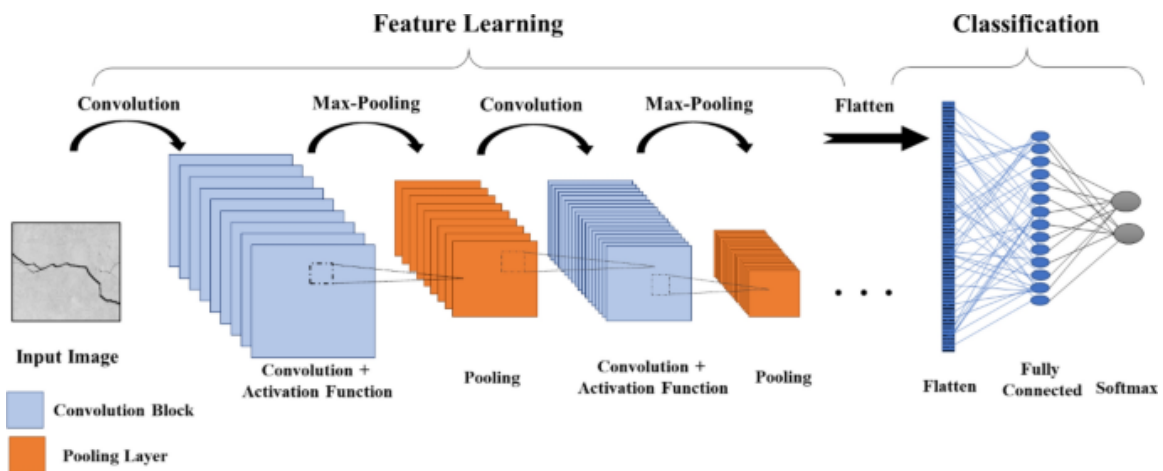 Feature Learning
Classification
Convolution
Max-Pooling
Convolution
Max-Pooling
Flatten
Input Image
Convolution +
Activation Function
Pooling
Convolution +
Activation Function
Pooling
. . .
Flatten
Fully
Connected
Softmax
Convolution Block
Pooling Layer